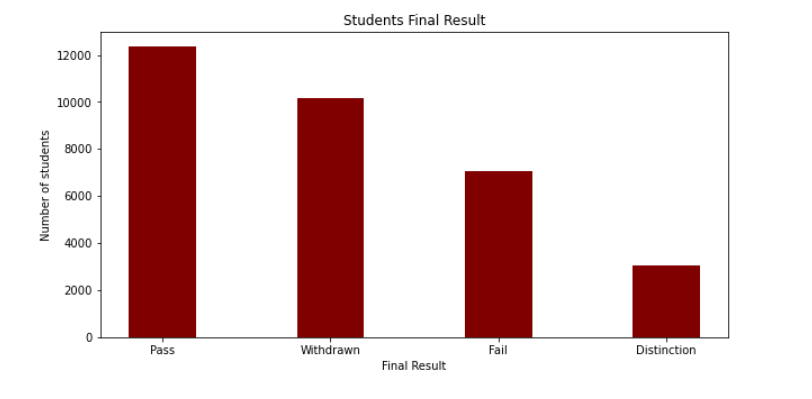 Students Final Result
Number of students
12000
10000
8000
6000
4000
2000
0
Pass Withdrawn Fail Distinction
Final Result